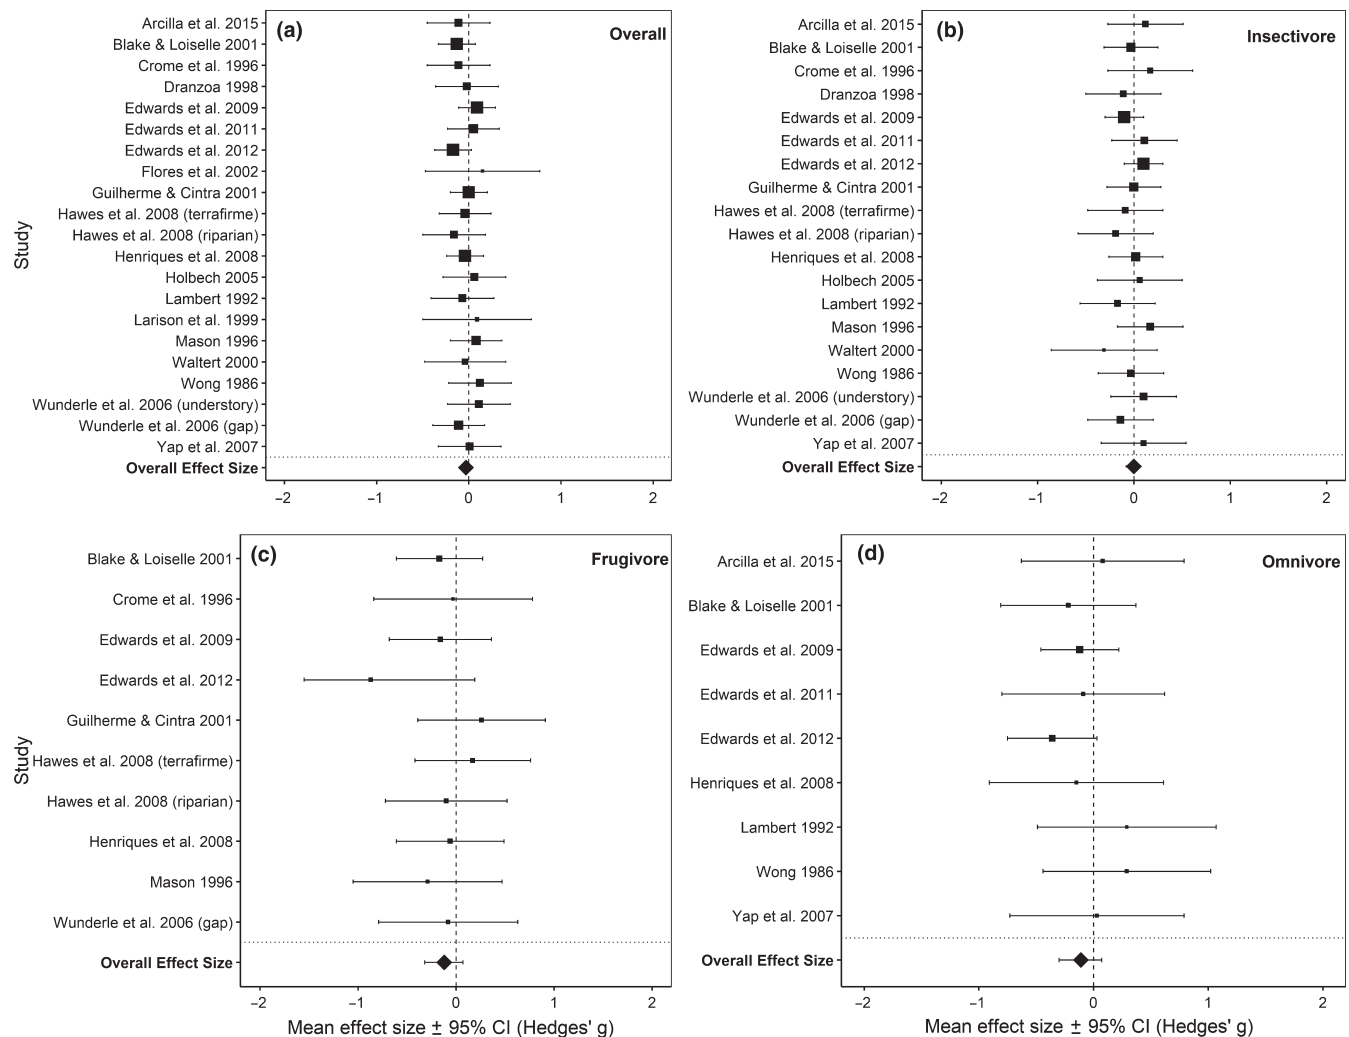 (a)
Overall
Study
Arcilla et al. 2015
Blake & Loiselle 2001
Crome et al. 1996
Dranzoa 1998
Edwards et al. 2009
Edwards et al. 2011
Edwards et al. 2012
Flores et al. 2002
Guilherme & Cintra 2001
Hawes et al. 2008 (terrafirme)
Hawes et al. 2008 (riparian)
Henriques et al. 2008
Holbech 2005
Lambert 1992
Larison et al. 1999
Mason 1996
Waltert 2000
Wong 1986
Wunderle et al. 2006 (understory)
Wunderle et al. 2006 (gap)
Yap et al. 2007
Overall Effect Size
−2 −1 0 1 2
(b)
Insectivore
Arcilla et al. 2015
Blake & Loiselle 2001
Crome et al. 1996
Dranzoa 1998
Edwards et al. 2009
Edwards et al. 2011
Edwards et al. 2012
Guilherme & Cintra 2001
Hawes et al. 2008 (terrafirme)
Hawes et al. 2008 (riparian)
Henriques et al. 2008
Holbech 2005
Lambert 1992
Mason 1996
Waltert 2000
Wong 1986
Wunderle et al. 2006 (understory)
Wunderle et al. 2006 (gap)
Yap et al. 2007
Overall Effect Size
−2 −1 0 1 2
(c)
Frugivore
Study
Blake & Loiselle 2001
Crome et al. 1996
Edwards et al. 2009
Edwards et al. 2012
Guilherme & Cintra 2001
Hawes et al. 2008 (terrafirme)
Hawes et al. 2008 (riparian)
Henriques et al. 2008
Mason 1996
Wunderle et al. 2006 (gap)
Overall Effect Size
−2 −1 0 1 2
Mean effect size ± 95% CI (Hedges' g)
(d)
Omnivore
Arcilla et al. 2015
Blake & Loiselle 2001
Edwards et al. 2009
Edwards et al. 2011
Edwards et al. 2012
Henriques et al. 2008
Lambert 1992
Wong 1986
Yap et al. 2007
Overall Effect Size
−2 −1 0 1 2
Mean effect size ± 95% CI (Hedges' g)